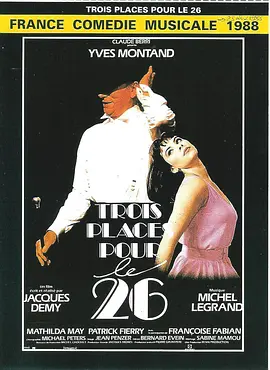 TROIS PLACES POUR LE 26
FRANCE COMEDIE MUSICALE 1988
CLAUDE BERRI
YVES MONTAND
TROIS
PLACES
POUR
le
26
Un film
écrit et réalisé par
JACQUES
DEMY
Musique
MICHEL
LEGRAND
MATHILDA MAY PATRICK FIERRY FRANÇOISE FABIAN
MICHAEL PETERS JEAN PENZER BERNARD EVEIN SABINE MAMOU